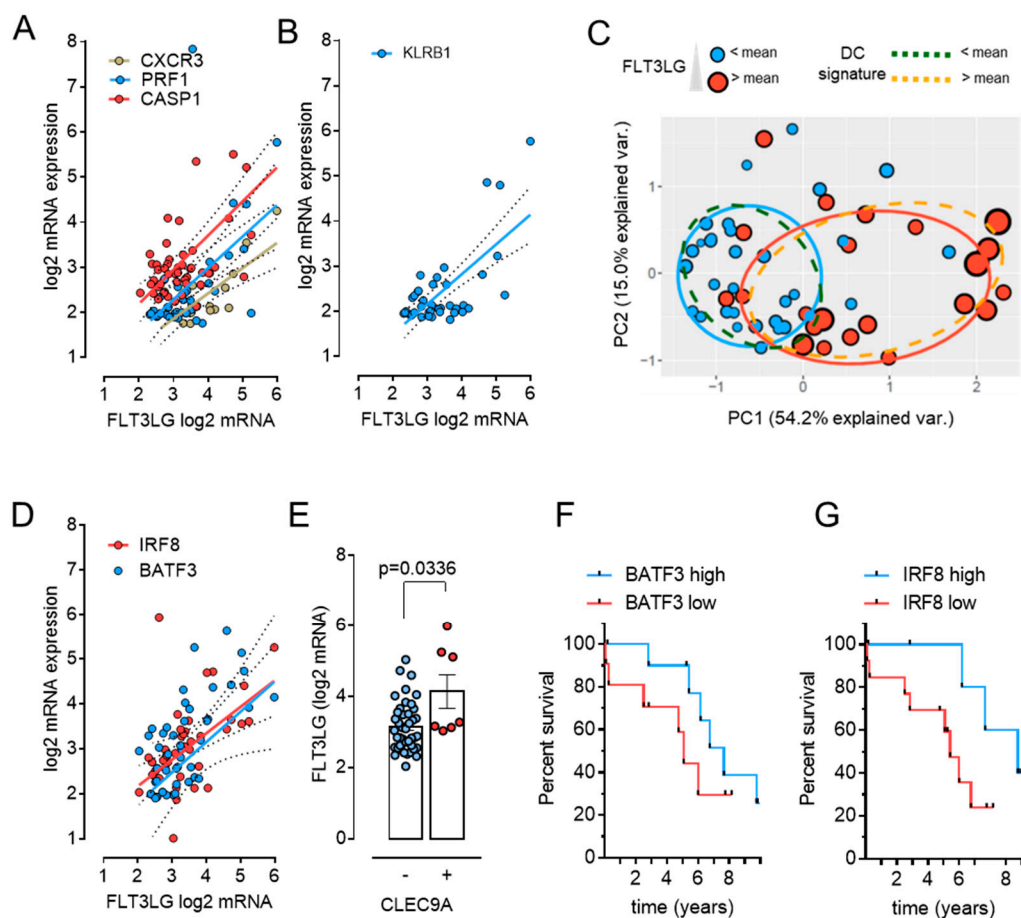 A
CXCR3
PRF1
CASP1
log2 mRNA expression
8
7
6
5
4
3
2
1
1 2 3 4 5 6
FLT3LG log2 mRNA
B
KLRB1
log2 mRNA expression
8
7
6
5
4
3
2
1
1 2 3 4 5 6
FLT3LG log2 mRNA
C
FLT3LG
< mean
> mean
DC signature
< mean
> mean
PC2 (15.0% explained var.)
1
0
−1
−1 0 1 2
PC1 (54.2% explained var.)
D
IRF8
BATF3
log2 mRNA expression
8
7
6
5
4
3
2
1
1 2 3 4 5 6
FLT3LG log2 mRNA
E
p=0.0336
FLT3LG (log2 mRNA)
8
6
4
2
0
- +
CLEC9A
F
BATF3 high
BATF3 low
Percent survival
100
80
60
40
20
0
2 4 6 8
time (years)
G
IRF8 high
IRF8 low
Percent survival
100
80
60
40
20
0
2 4 6 8
time (years)